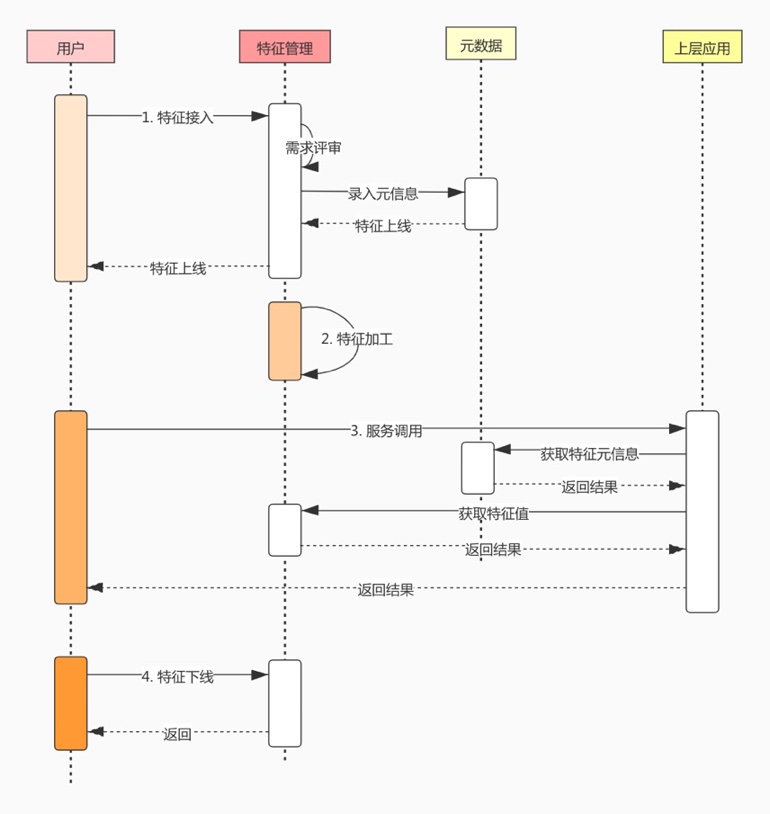 用户
特征管理
元数据
上层应用
1. 特征接入
需求评审
录入元信息
特征上线
特征上线
2. 特征加工
3. 服务调用
获取特征元信息
返回结果
获取特征值
返回结果
返回结果
4. 特征下线
返回